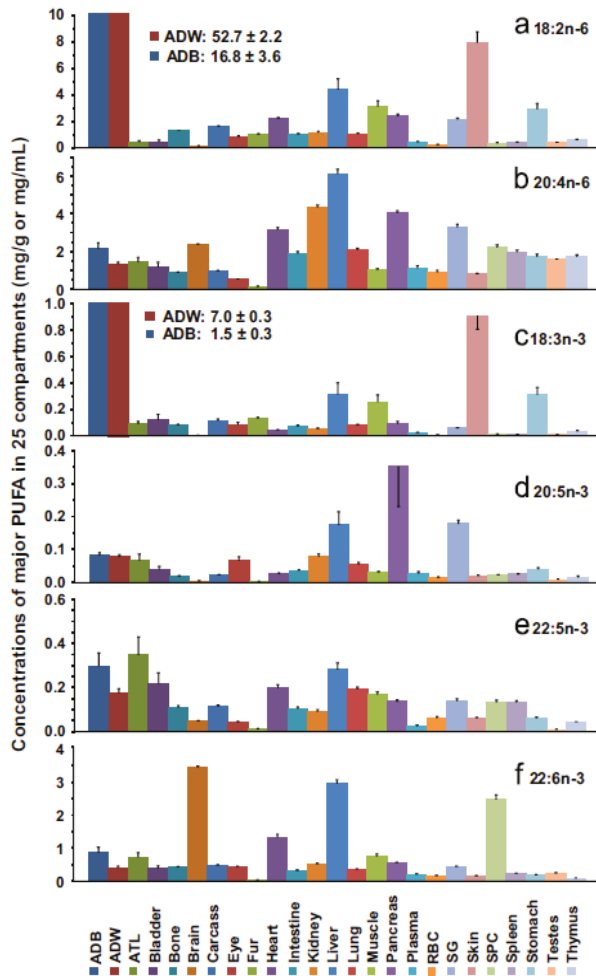 Concentrations of major PUFA in 25 compartments (mg/g or mg/mL)
10
8
6
4
2
0
ADW: 52.7 ± 2.2
ADB: 16.8 ± 3.6
a 18:2n-6
6
4
2
0
b 20:4n-6
1.0
0.8
0.6
0.4
0.2
0.0
ADW: 7.0 ± 0.3
ADB: 1.5 ± 0.3
c 18:3n-3
0.4
0.3
0.2
0.1
0.0
d 20:5n-3
0.6
0.4
0.2
0.0
e 22:5n-3
4
3
2
1
0
f 22:6n-3
ADB
ADW
ATL
Bladder
Bone
Brain
Carcass
Eye
Fur
Heart
Intestine
Kidney
Liver
Lung
Muscle
Pancreas
Plasma
RBC
SG
Skin
SPC
Spleen
Stomach
Testes
Thymus